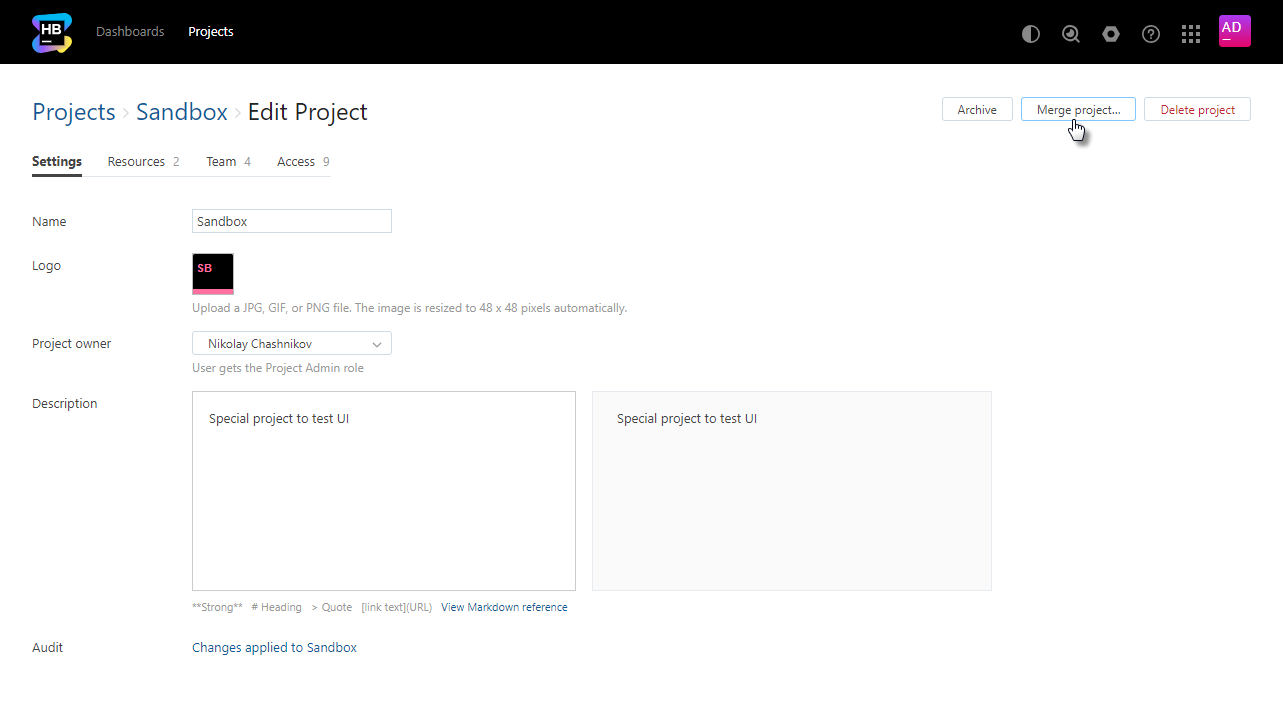 HB Dashboards Projects AD
Projects › Sandbox › Edit Project Archive Merge project... Delete project
Settings Resources 2 Team 4 Access 9
Name Sandbox
Logo SB
Upload a JPG, GIF, or PNG file. The image is resized to 48 x 48 pixels automatically.
Project owner Nikolay Chashnikov
User gets the Project Admin role
Description Special project to test UI Special project to test UI
**Strong** # Heading > Quote [link text](URL) View Markdown reference
Audit Changes applied to Sandbox